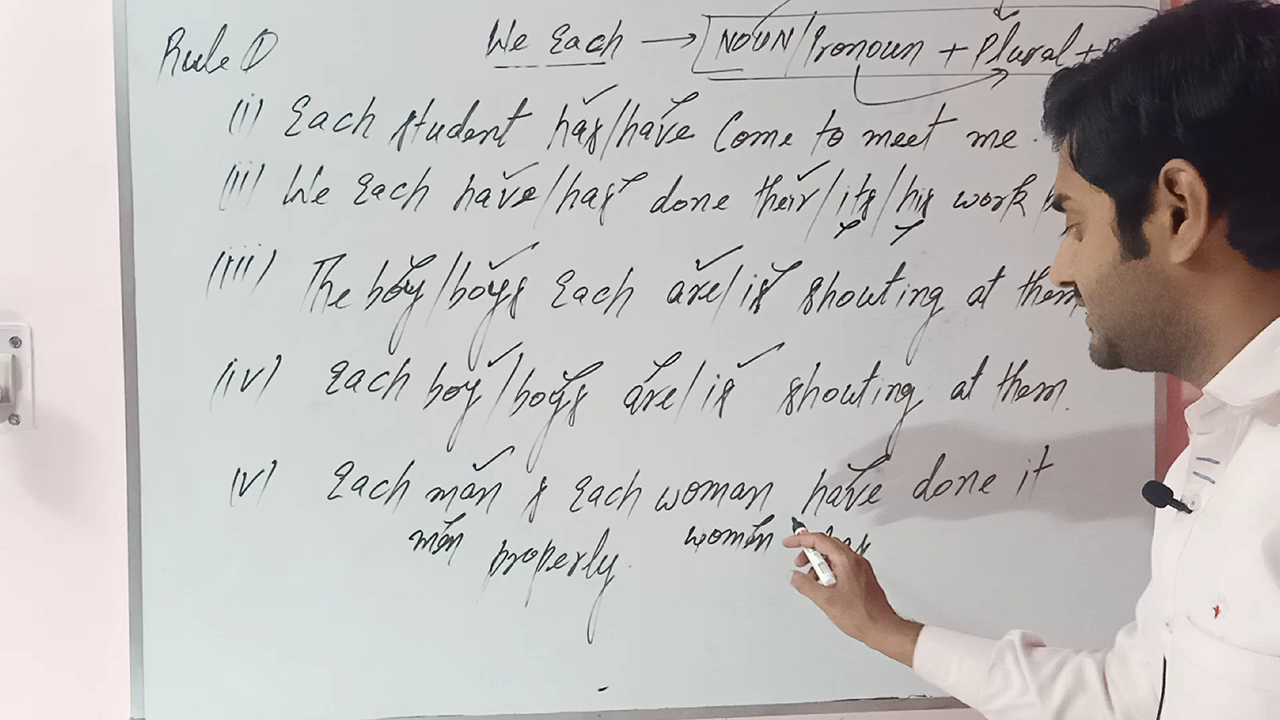 Rule ① We Each → NOUN/Pronoun + Plural +
(i) Each student has/have Come to meet me.
(ii) We Each have/has done their/its/his work
(iii) The boy/boys Each are/is shouting at them
(iv) Each boy/boys are/is shouting at them.
(v) Each man & Each woman have done it
men women has
properly.